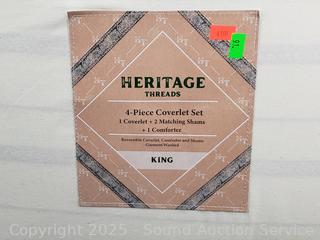 HERITAGE
THREADS
4-Piece Coverlet Set
1 Coverlet + 2 Matching Shams
+ 1 Comforter
Reversible Coverlet, Comforter and Shams
Garment Washed
KING
Copyright 2025 - Sound Auction Service